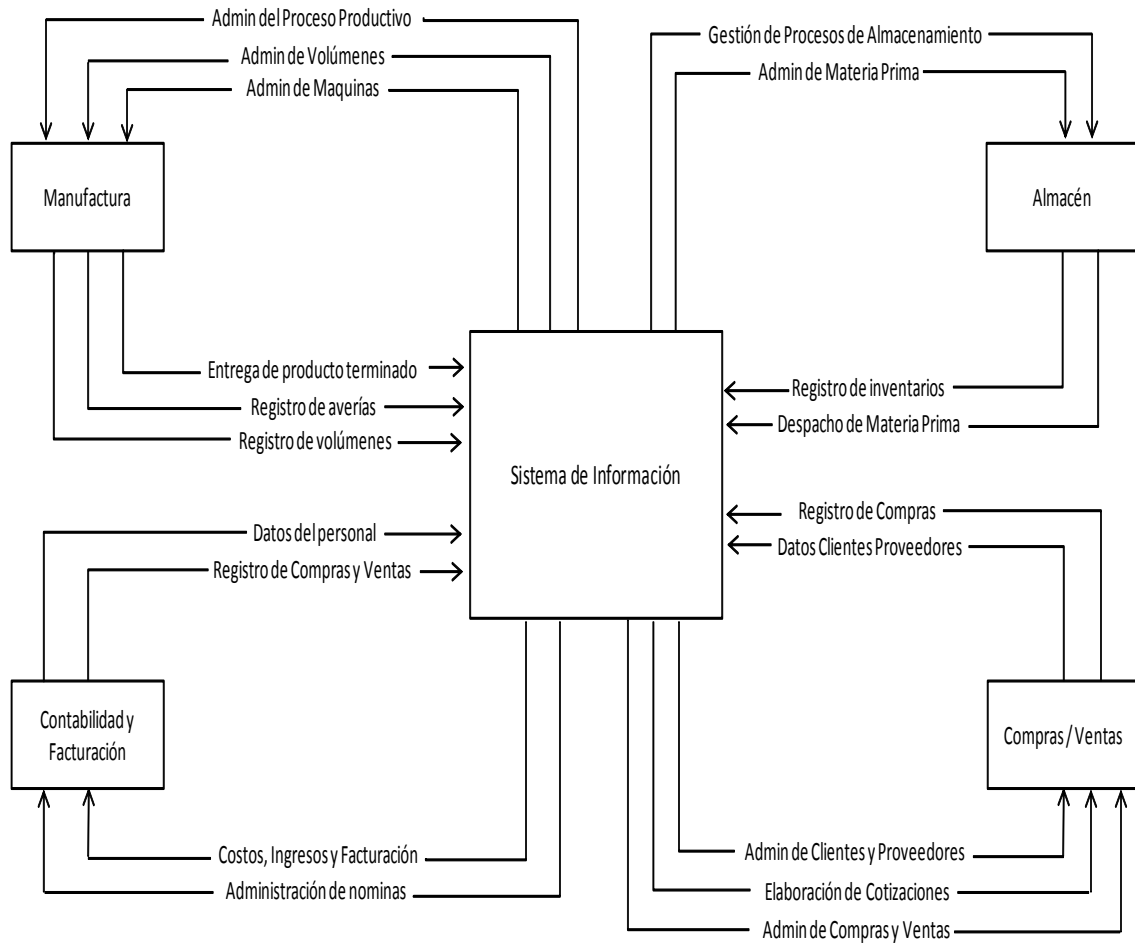 Admin del Proceso Productivo
Admin de Volúmenes
Admin de Maquinas
Gestión de Procesos de Almacenamiento
Admin de Materia Prima
Manufactura
Almacén
Entrega de producto terminado
Registro de averías
Registro de volúmenes
Registro de inventarios
Despacho de Materia Prima
Sistema de Información
Datos del personal
Registro de Compras y Ventas
Registro de Compras
Datos Clientes Proveedores
Contabilidad y
Facturación
Compras / Ventas
Costos, Ingresos y Facturación
Administración de nominas
Admin de Clientes y Proveedores
Elaboración de Cotizaciones
Admin de Compras y Ventas